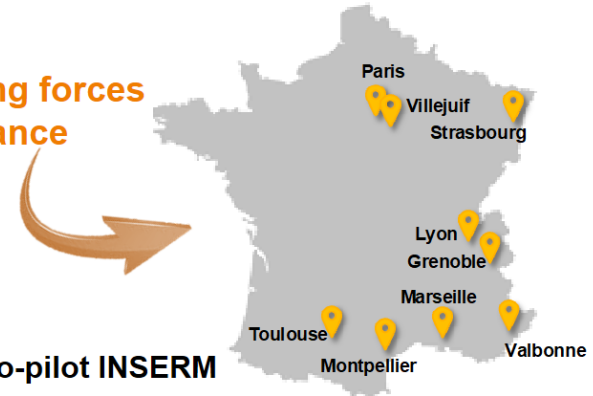 ng forces
ance
Paris
Villejuif
Strasbourg
Lyon
Grenoble
Marseille
Toulouse
Montpellier
Valbonne
o-pilot INSERM